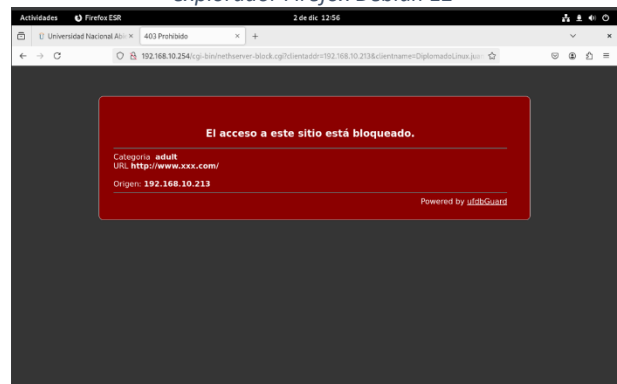 explorador Firefox Debian 12
Actividades Firefox ESR 2 de dic 12:56
Universidad Nacional Abi × 403 Prohibido × +
192.168.10.254/cgi-bin/nethserver-block.cgi?clientaddr=192.168.10.213&clientname=DiplomadoLinux.jua
El acceso a este sitio está bloqueado.
Categoria adult
URL http://www.xxx.com/
Origen: 192.168.10.213
Powered by ufdbGuard